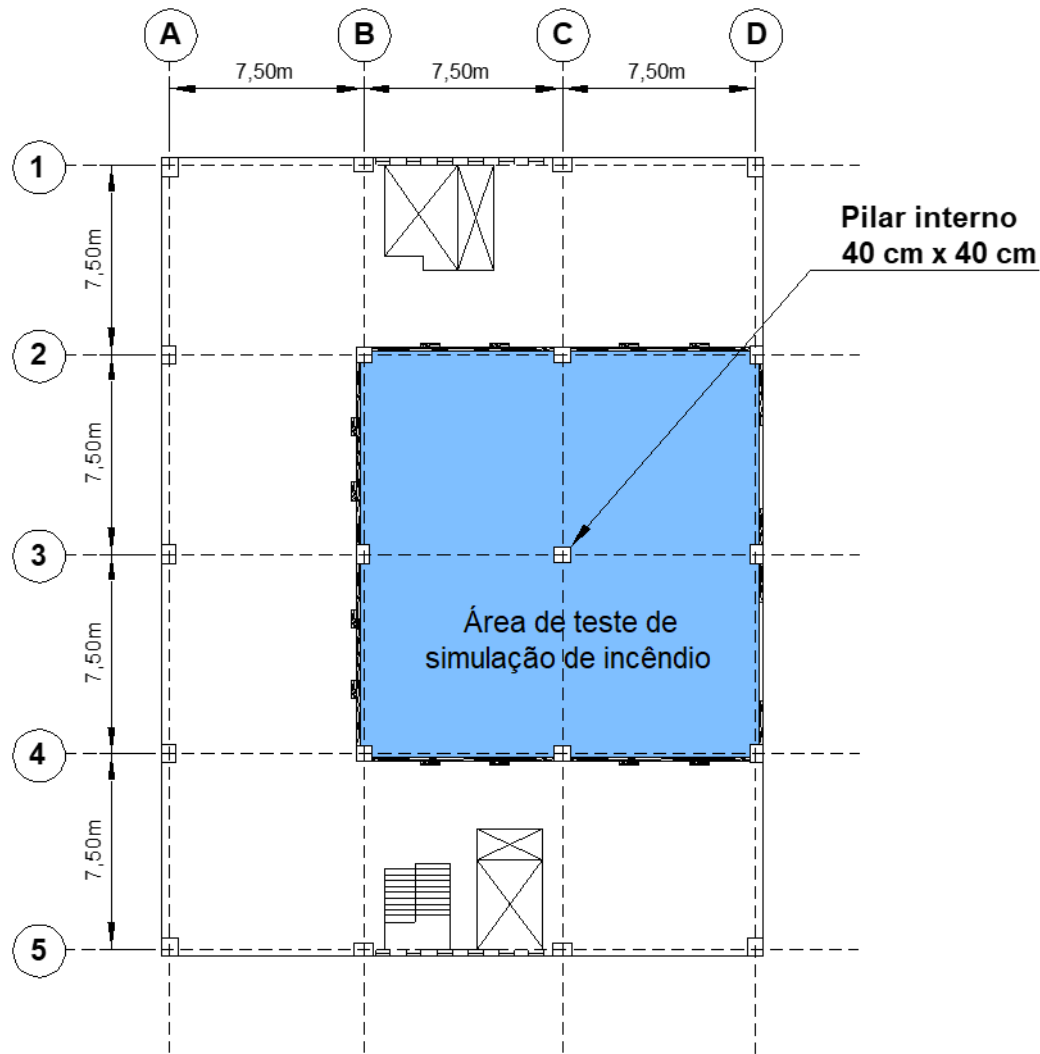 A
B
C
D
7,50m
7,50m
7,50m
1
7,50m
Pilar interno
40 cm x 40 cm
2
7,50m
3
Área de teste de
simulação de incêndio
7,50m
4
7,50m
5